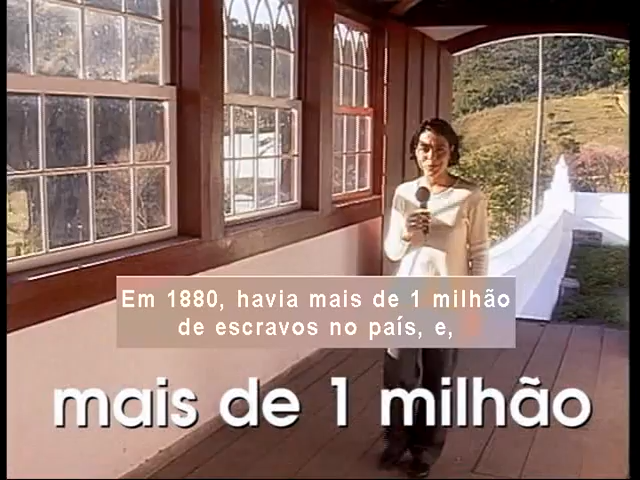 Em 1880, havia mais de 1 milhão
de escravos no país, e,
mais de 1 milhão